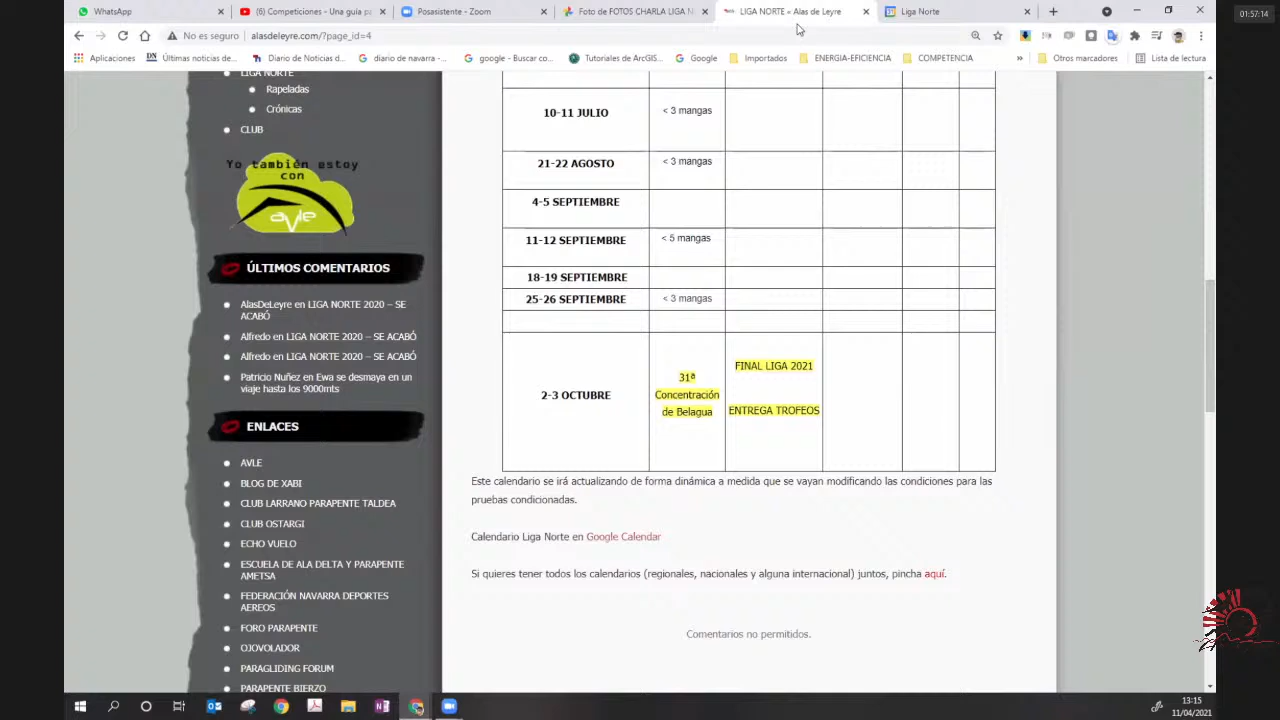 01:57:14
WhatsApp
(6) Competiciones - Una guía pa
Posasistente - Zoom
Foto de FOTOS CHARLA LIGA N
LIGA NORTE « Alas de Leyre
Liga Norte
No es seguro | alasdeleyre.com/?page_id=4
Aplicaciones
Últimas noticias de...
Diario de Noticias d...
diario de navarra -...
google - Buscar co...
Tutoriales de ArcGIS...
Google
Importados
ENERGIA-EFICIENCIA
COMPETENCIA
»
Otros marcadores
Lista de lectura
LIGA NORTE
Rapeladas
Crónicas
CLUB
Yo también estoy
con
avle
ÚLTIMOS COMENTARIOS
AlasDeLeyre en LIGA NORTE 2020 – SE
ACABÓ
Alfredo en LIGA NORTE 2020 – SE ACABÓ
Alfredo en LIGA NORTE 2020 – SE ACABÓ
Patricio Nuñez en Ewa se desmaya en un
viaje hasta los 9000mts
ENLACES
AVLE
BLOG DE XABI
CLUB LARRANO PARAPENTE TALDEA
CLUB OSTARGI
ECHO VUELO
ESCUELA DE ALA DELTA Y PARAPENTE
AMETSA
FEDERACIÓN NAVARRA DEPORTES
AEREOS
FORO PARAPENTE
OJOVOLADOR
PARAGLIDING FORUM
PARAPENTE BIERZO
10-11 JULIO < 3 mangas
21-22 AGOSTO < 3 mangas
4-5 SEPTIEMBRE
11-12 SEPTIEMBRE < 5 mangas
18-19 SEPTIEMBRE
25-26 SEPTIEMBRE < 3 mangas
2-3 OCTUBRE
31ª
Concentración
de Belagua
FINAL LIGA 2021
ENTREGA TROFEOS
Este calendario se irá actualizando de forma dinámica a medida que se vayan modificando las condiciones para las
pruebas condicionadas.
Calendario Liga Norte en Google Calendar
Si quieres tener todos los calendarios (regionales, nacionales y alguna internacional) juntos, pincha aquí.
Comentarios no permitidos.
13:15
11/04/2021